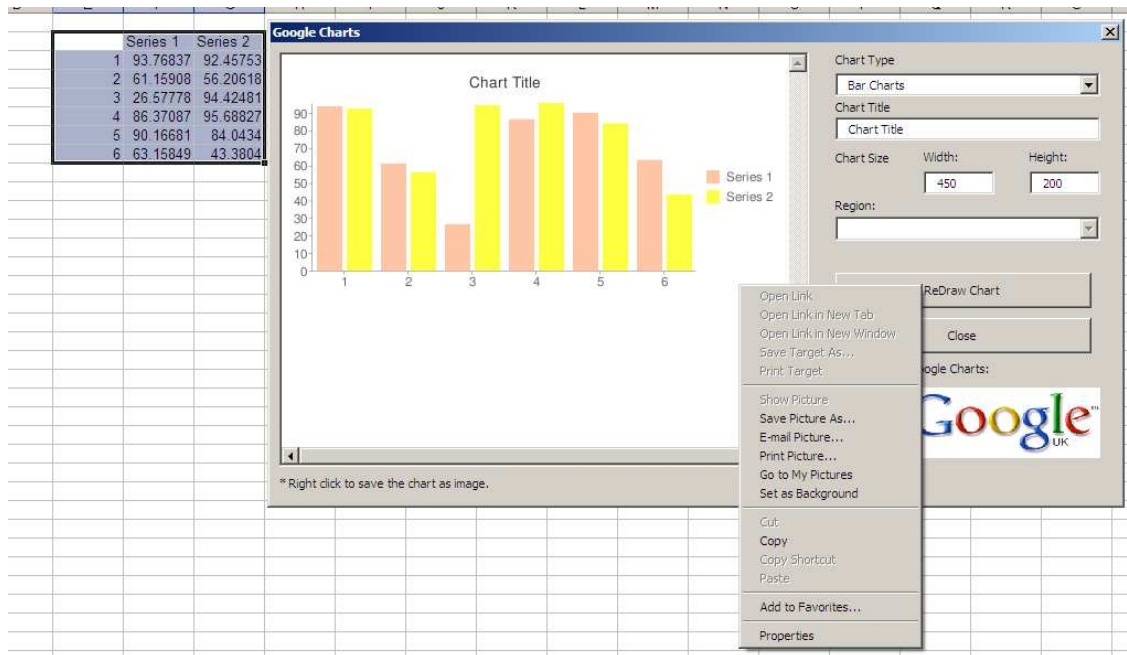 Google Charts
Series 1 Series 2
1 93.76837 92.45753
2 61.15908 56.20618
3 26.57778 94.42481
4 86.37087 95.68827
5 90.16681 84.0434
6 63.15849 43.3804
Chart Title
90
80
70
60
50
40
30
20
10
0
1 2 3 4 5 6
Series 1
Series 2
*Right click to save the chart as image.
Chart Type
Bar Charts
Chart Title
Chart Title
Chart Size Width: Height:
450 200
Region:
ReDraw Chart
Close
Charts:
Google™
UK
Open Link
Open Link in New Tab
Open Link in New Window
Save Target As...
Print Target
Show Picture
Save Picture As...
E-mail Picture...
Print Picture...
Go to My Pictures
Set as Background
Cut
Copy
Copy Shortcut
Paste
Add to Favorites...
Properties